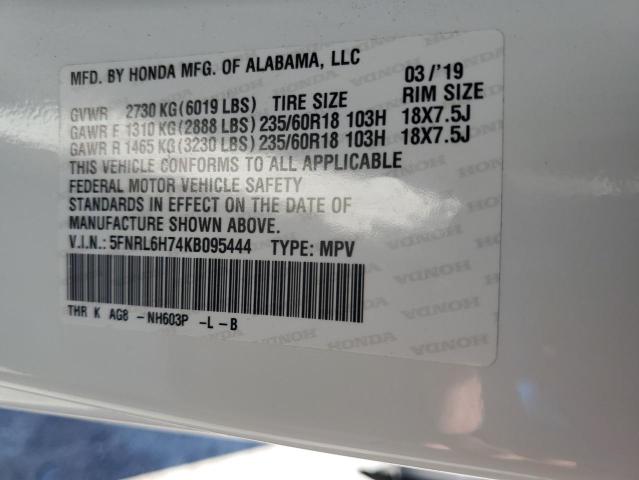 MFD. BY HONDA MFG. OF ALABAMA, LLC 03/'19
GVWR 2730 KG(6019 LBS) TIRE SIZE RIM SIZE
GAWR F 1310 KG(2888 LBS)235/60R18 103H 18X7.5J
GAWR R 1465 KG(3230 LBS)235/60R18 103H 18X7.5J
THIS VEHICLE CONFORMS TO ALL APPLICABLE
FEDERAL MOTOR VEHICLE SAFETY
STANDARDS IN EFFECT ON THE DATE OF
MANUFACTURE SHOWN ABOVE.
V.I.N.: 5FNRL6H74KB095444 TYPE: MPV
THR K AG8 -NH603P -L -B